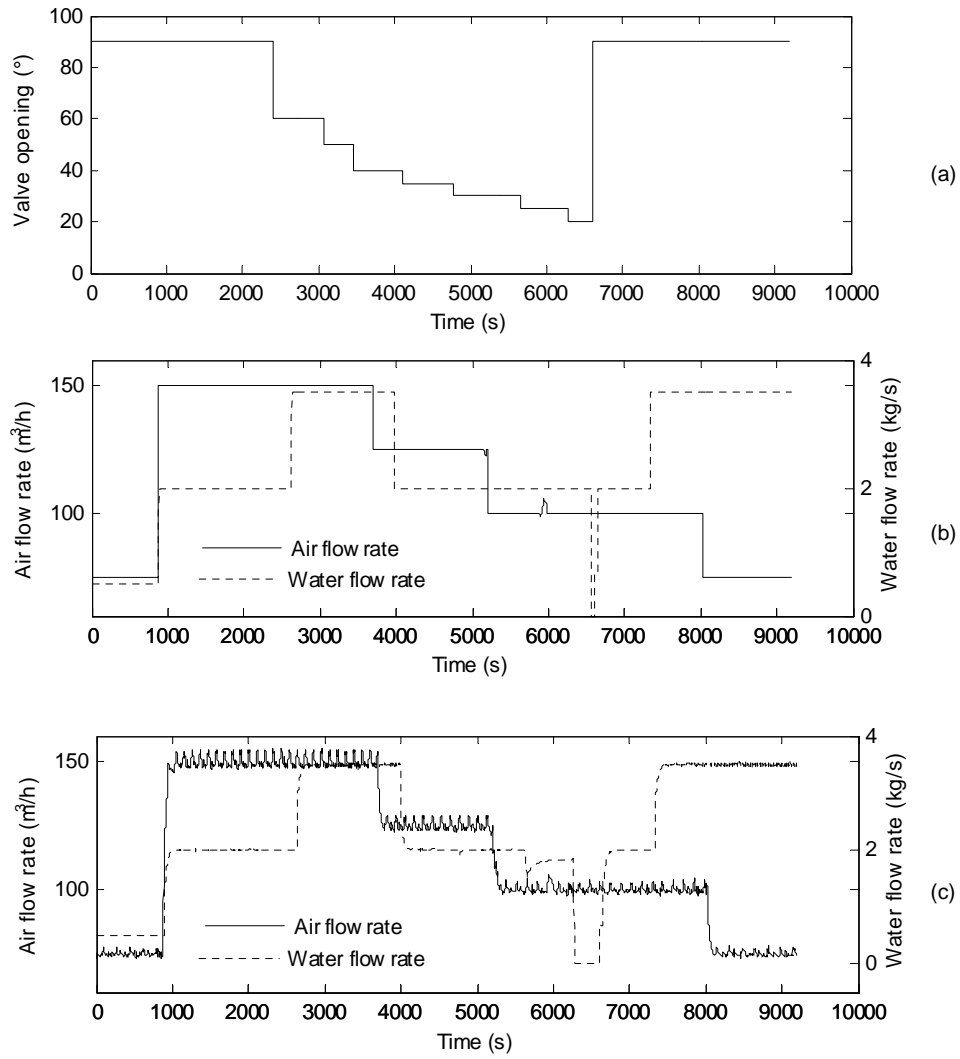 100
80
60
40
20
0
Valve opening (°)
0 1000 2000 3000 4000 5000 6000 7000 8000 9000 10000
Time (s)
(a)
150
100
Air flow rate (m³/h)
4
2
0
Water flow rate (kg/s)
Air flow rate
Water flow rate
0 1000 2000 3000 4000 5000 6000 7000 8000 9000 10000
Time (s)
(b)
150
100
Air flow rate (m³/h)
4
2
0
Water flow rate (kg/s)
Air flow rate
Water flow rate
0 1000 2000 3000 4000 5000 6000 7000 8000 9000 10000
Time (s)
(c)